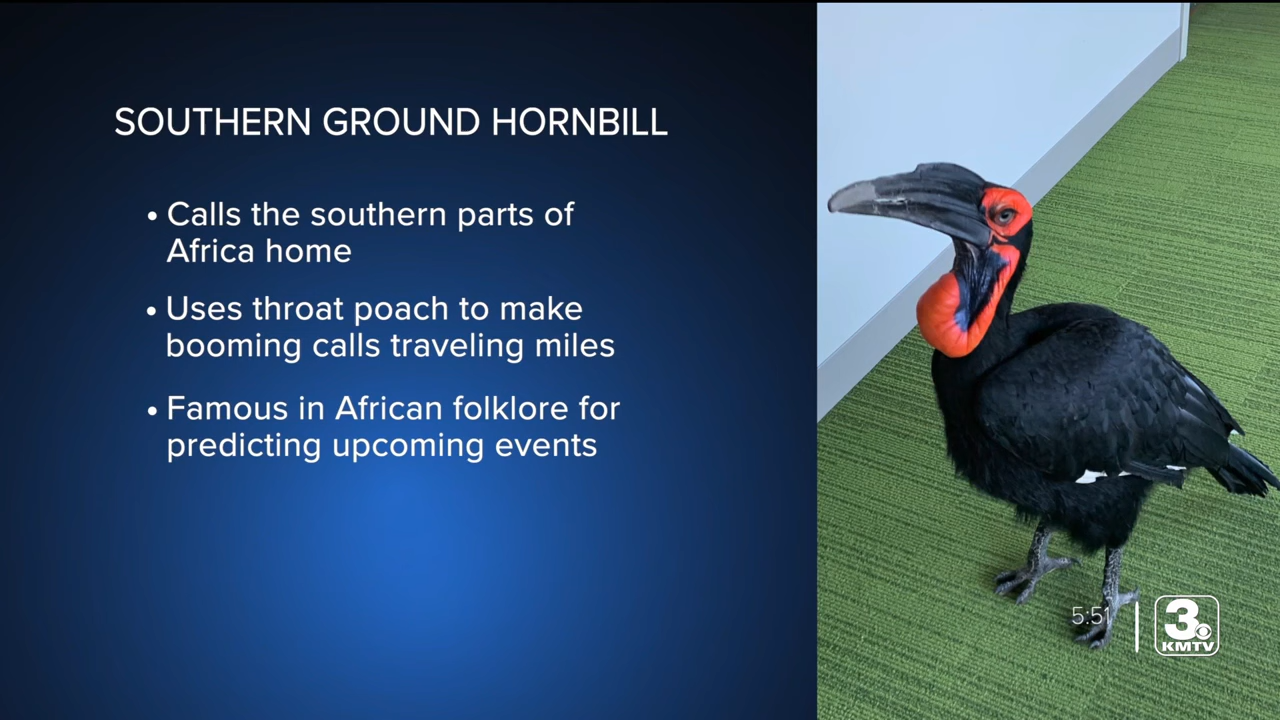 SOUTHERN GROUND HORNBILL
• Calls the southern parts of
Africa home
• Uses throat poach to make
booming calls traveling miles
• Famous in African folklore for
predicting upcoming events
5:51
3
KMTV